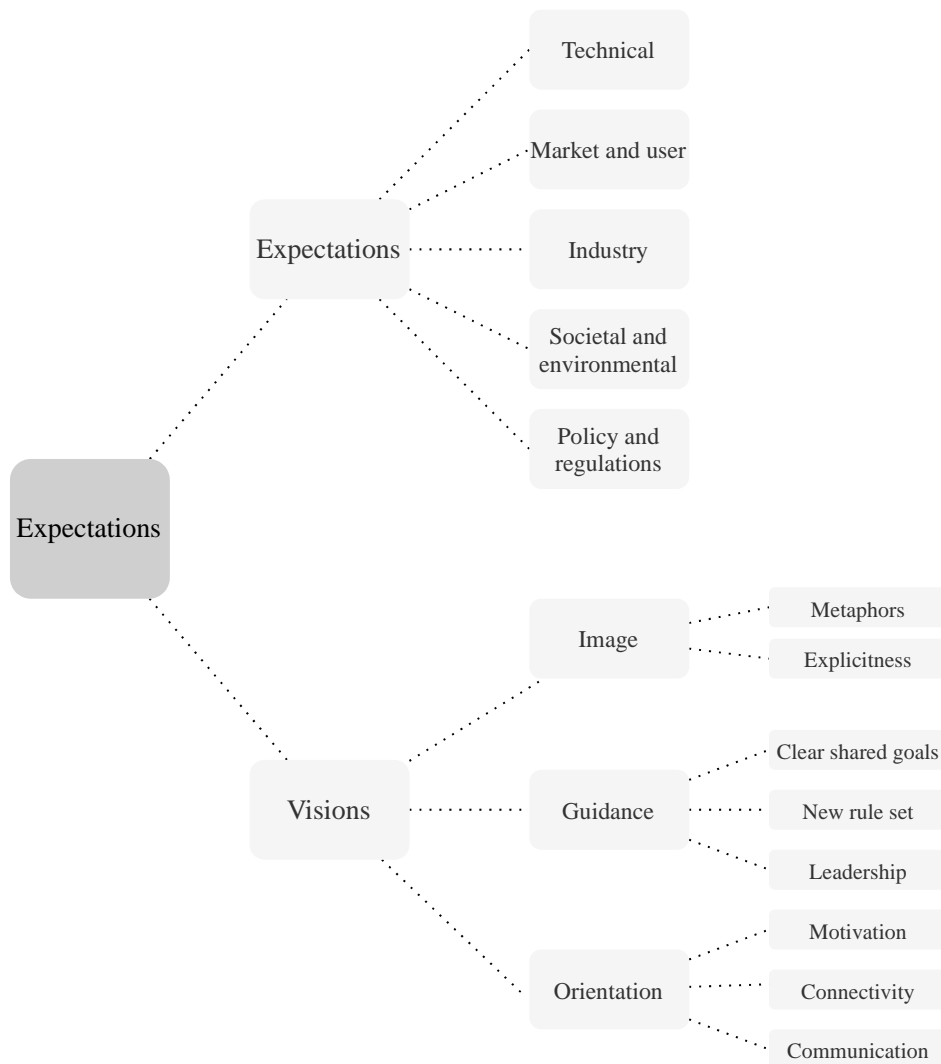 Technical
Market and user
Expectations
Industry
Societal and
environmental
Policy and
regulations
Expectations
Metaphors
Image
Explicitness
Clear shared goals
Visions
Guidance
New rule set
Leadership
Motivation
Orientation
Connectivity
Communication